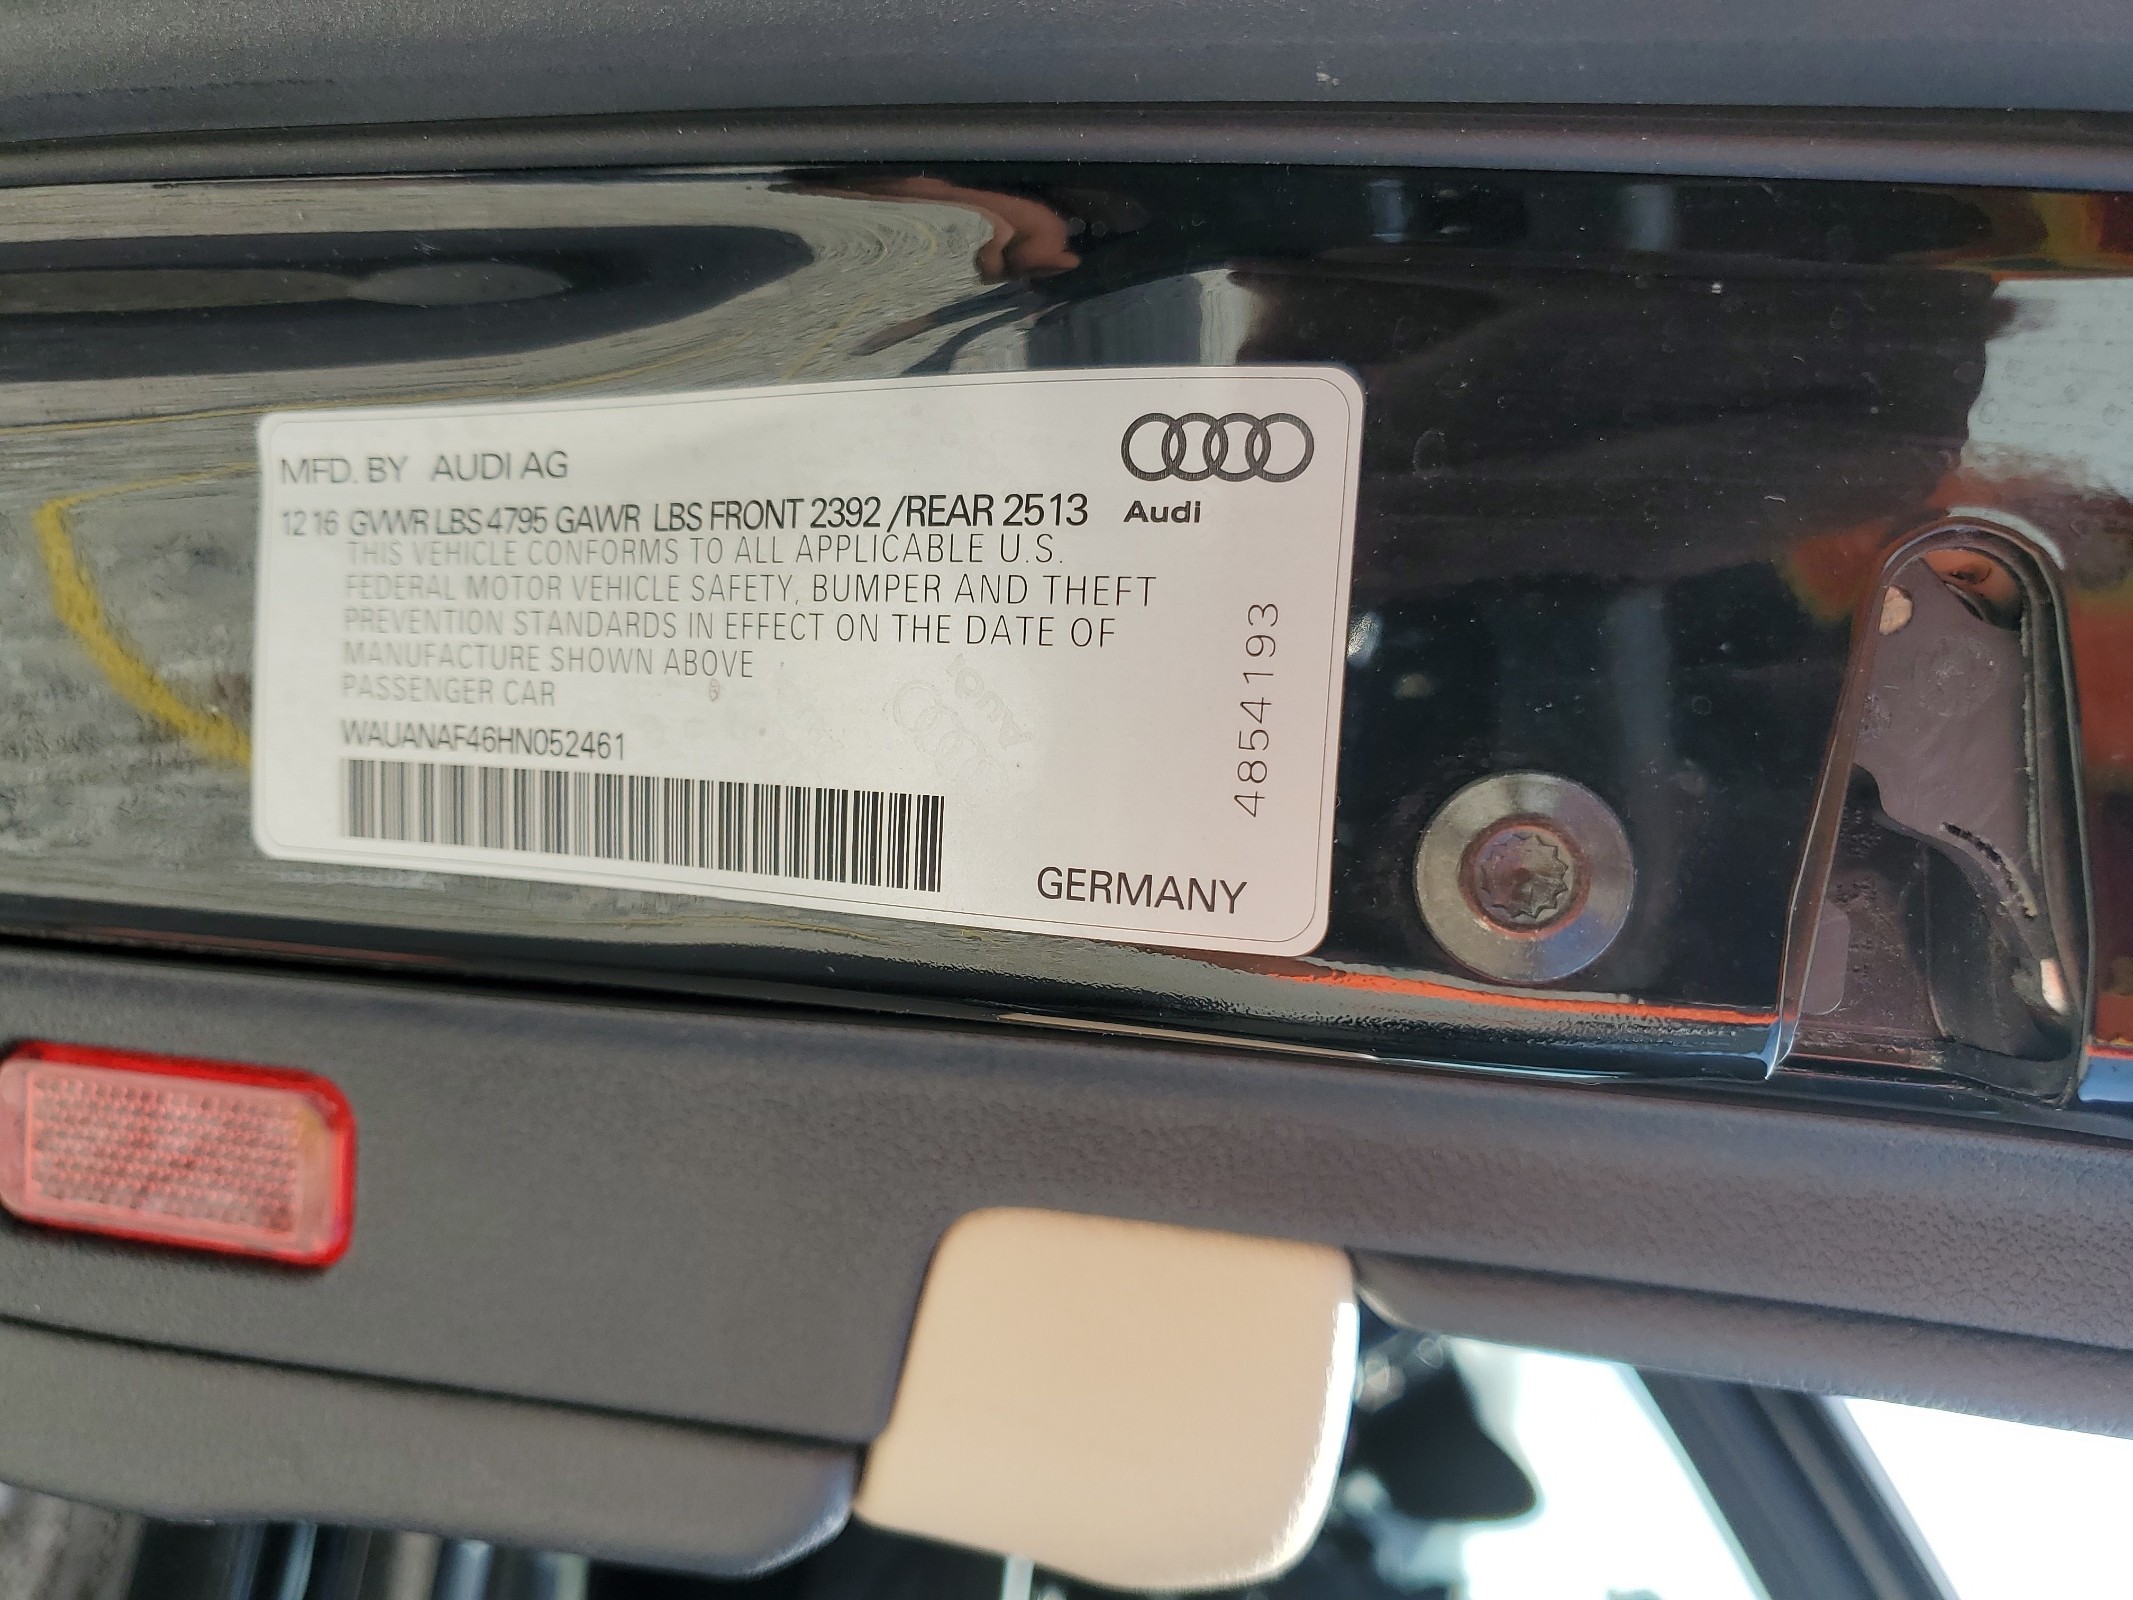 MFD. BY AUDI AG
12 16 GVWR LBS 4795 GAWR LBS FRONT 2392 /REAR 2513
Audi
THIS VEHICLE CONFORMS TO ALL APPLICABLE U.S.
FEDERAL MOTOR VEHICLE SAFETY, BUMPER AND THEFT
PREVENTION STANDARDS IN EFFECT ON THE DATE OF
MANUFACTURE SHOWN ABOVE
PASSENGER CAR
WAUANAF46HN052461
4854193
GERMANY